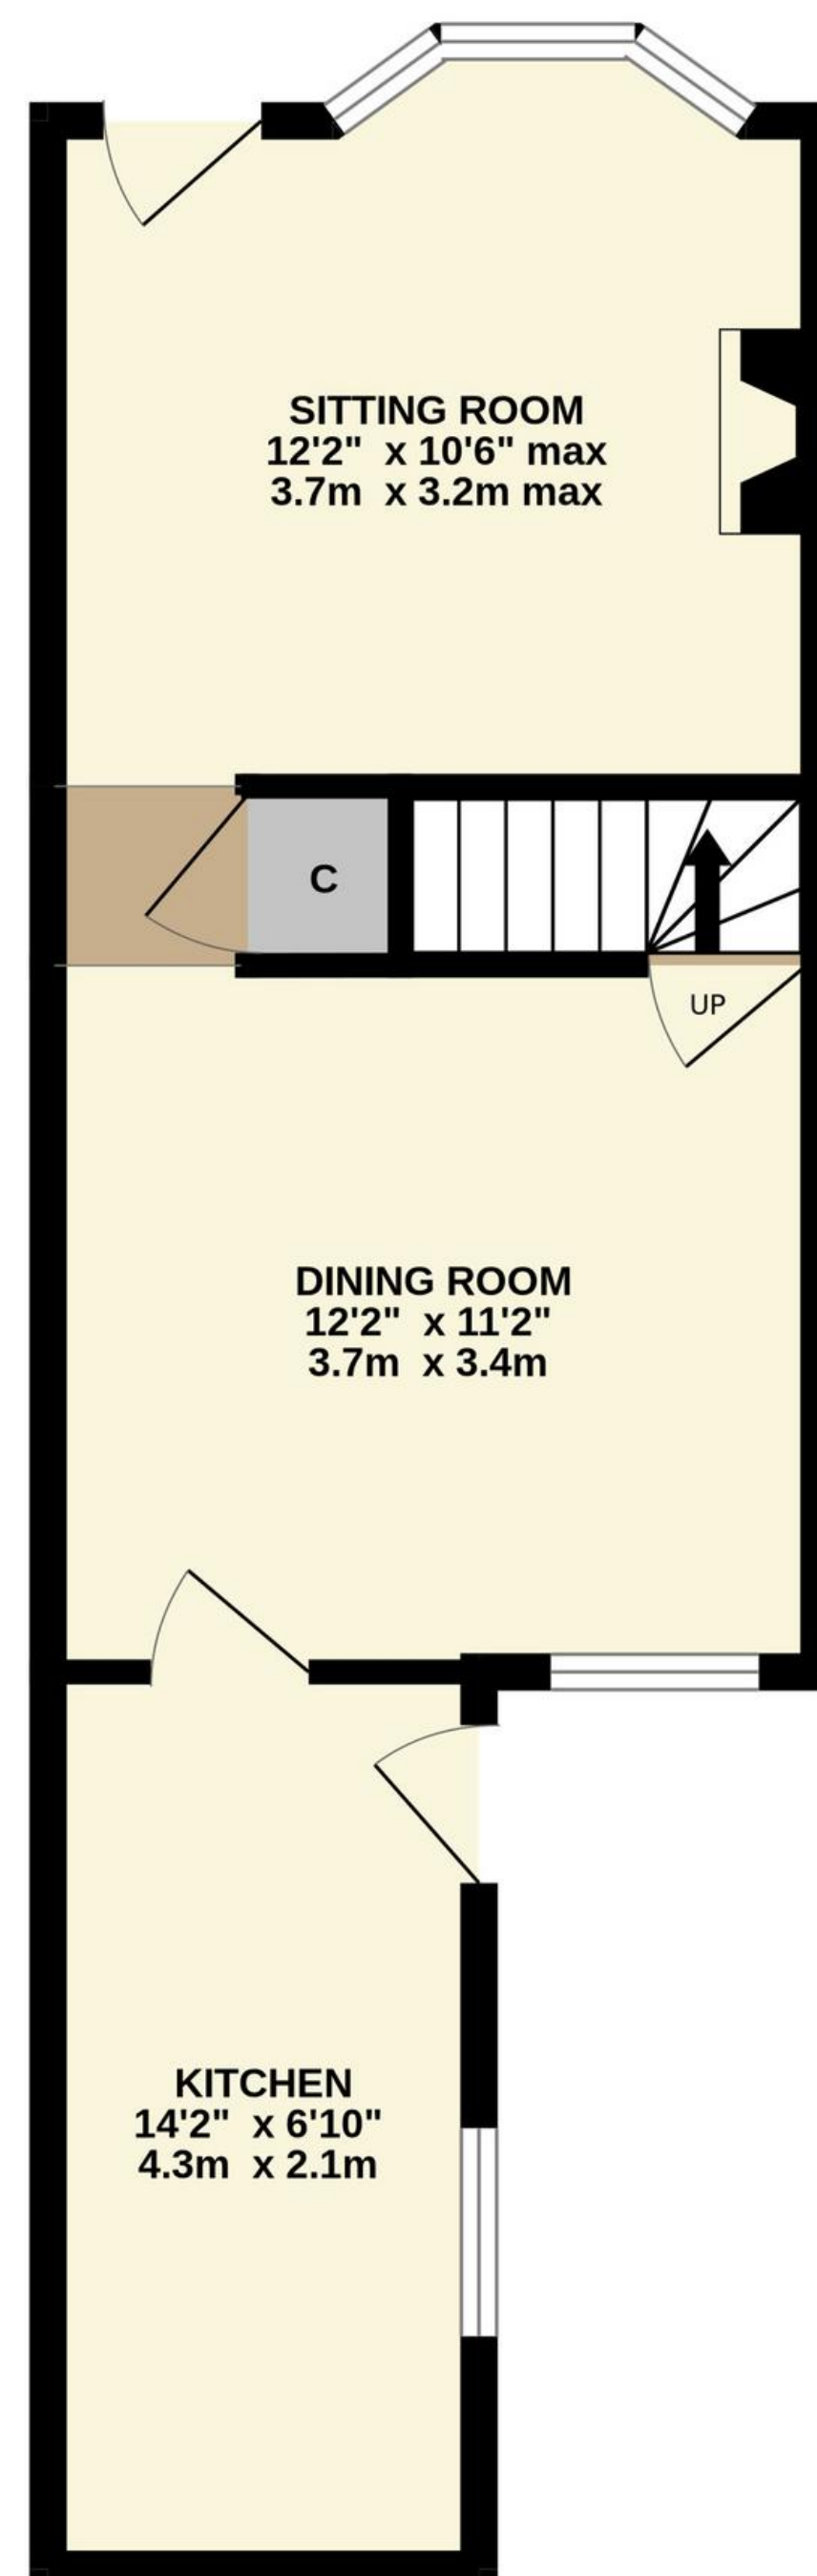 SITTING ROOM
12'2" x 10'6" max
3.7m x 3.2m max
C
UP
DINING ROOM
12'2" x 11'2"
3.7m x 3.4m
KITCHEN
14'2" x 6'10"
4.3m x 2.1m